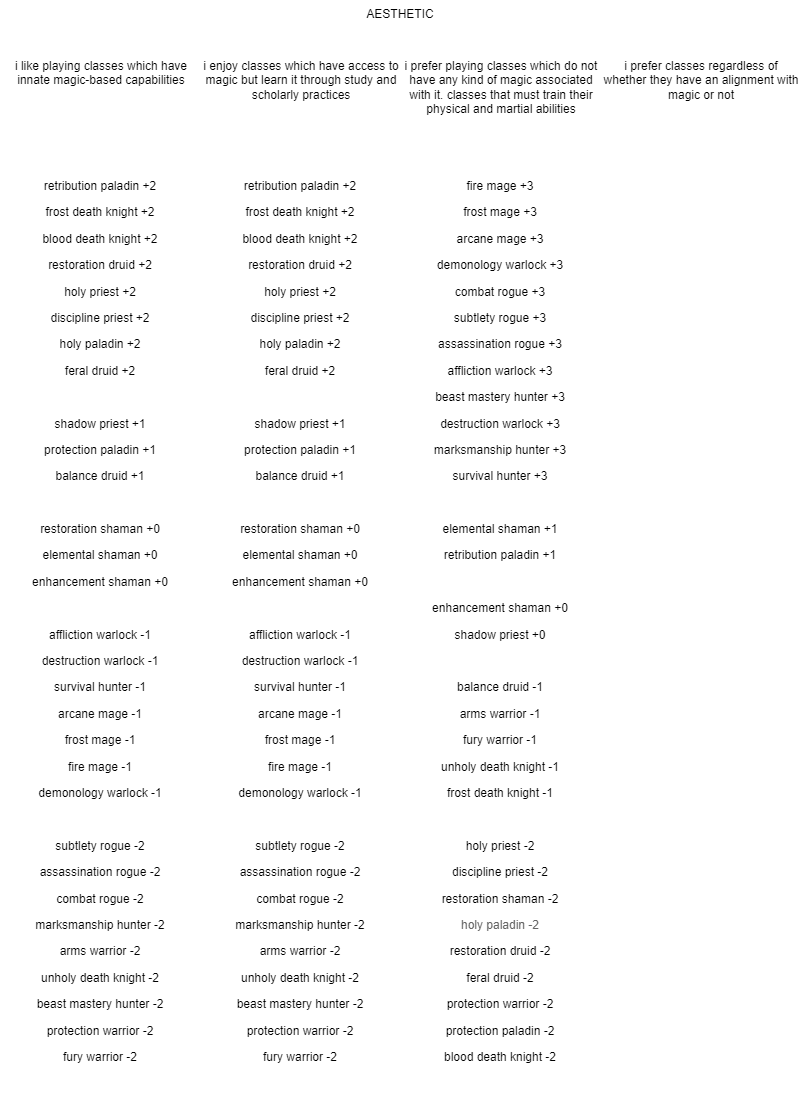 AESTHETIC
i like playing classes which have
innate magic-based capabilities
i enjoy classes which have access to
magic but learn it through study and
scholarly practices
i prefer playing classes which do not
have any kind of magic associated
with it. classes that must train their
physical and martial abilities
i prefer classes regardless of
whether they have an alignment with
magic or not
retribution paladin +2
frost death knight +2
blood death knight +2
restoration druid +2
holy priest +2
discipline priest +2
holy paladin +2
feral druid +2
shadow priest +1
protection paladin +1
balance druid +1
restoration shaman +0
elemental shaman +0
enhancement shaman +0
affliction warlock -1
destruction warlock -1
survival hunter -1
arcane mage -1
frost mage -1
fire mage -1
demonology warlock -1
subtlety rogue -2
assassination rogue -2
combat rogue -2
marksmanship hunter -2
arms warrior -2
unholy death knight -2
beast mastery hunter -2
protection warrior -2
fury warrior -2
retribution paladin +2
frost death knight +2
blood death knight +2
restoration druid +2
holy priest +2
discipline priest +2
holy paladin +2
feral druid +2
shadow priest +1
protection paladin +1
balance druid +1
restoration shaman +0
elemental shaman +0
enhancement shaman +0
affliction warlock -1
destruction warlock -1
survival hunter -1
arcane mage -1
frost mage -1
fire mage -1
demonology warlock -1
subtlety rogue -2
assassination rogue -2
combat rogue -2
marksmanship hunter -2
arms warrior -2
unholy death knight -2
beast mastery hunter -2
protection warrior -2
fury warrior -2
fire mage +3
frost mage +3
arcane mage +3
demonology warlock +3
combat rogue +3
subtlety rogue +3
assassination rogue +3
affliction warlock +3
beast mastery hunter +3
destruction warlock +3
marksmanship hunter +3
survival hunter +3
elemental shaman +1
retribution paladin +1
enhancement shaman +0
shadow priest +0
balance druid -1
arms warrior -1
fury warrior -1
unholy death knight -1
frost death knight -1
holy priest -2
discipline priest -2
restoration shaman -2
holy paladin -2
restoration druid -2
feral druid -2
protection warrior -2
protection paladin -2
blood death knight -2